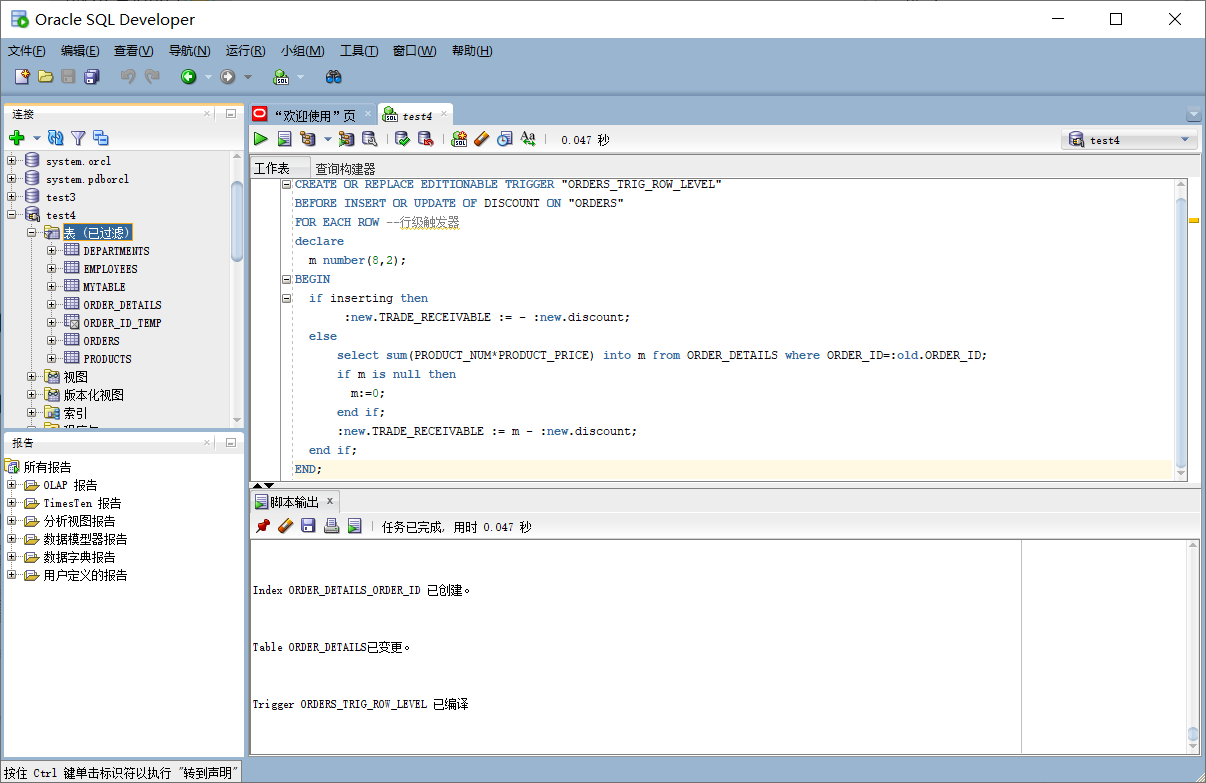 Oracle SQL Developer
文件(F) 编辑(E) 查看(V) 导航(N) 运行(R) 小组(M) 工具(T) 窗口(W) 帮助(H)
SQL
连接
system.orcl
system.pdborcl
test3
test4
表 (已过滤)
DEPARTMENTS
EMPLOYEES
MYTABLE
ORDER_DETAILS
ORDER_ID_TEMP
ORDERS
PRODUCTS
视图
版本化视图
索引
报告
所有报告
OLAP 报告
TimesTen 报告
分析视图报告
数据模型器报告
数据字典报告
用户定义的报告
“欢迎使用”页 test4
0.047 秒 test4
工作表 查询构建器
CREATE OR REPLACE EDITIONABLE TRIGGER "ORDERS_TRIG_ROW_LEVEL"
BEFORE INSERT OR UPDATE OF DISCOUNT ON "ORDERS"
FOR EACH ROW --行级触发器
declare
m number(8,2);
BEGIN
if inserting then
:new.TRADE_RECEIVABLE := - :new.discount;
else
select sum(PRODUCT_NUM*PRODUCT_PRICE) into m from ORDER_DETAILS where ORDER_ID=:old.ORDER_ID;
if m is null then
m:=0;
end if;
:new.TRADE_RECEIVABLE := m - :new.discount;
end if;
END;
脚本输出
任务已完成, 用时 0.047 秒
Index ORDER_DETAILS_ORDER_ID 已创建。
Table ORDER_DETAILS已变更。
Trigger ORDERS_TRIG_ROW_LEVEL 已编译
按住 Ctrl 键单击标识符以执行 "转到声明"